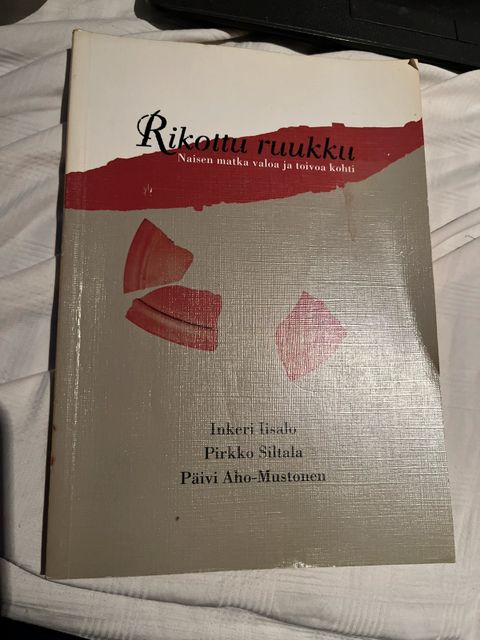 Rikottu ruukku
Naisen matka valoa ja toivoa kohti
Inkeri Iisalo
Pirkko Siltala
Päivi Aho-Mustonen